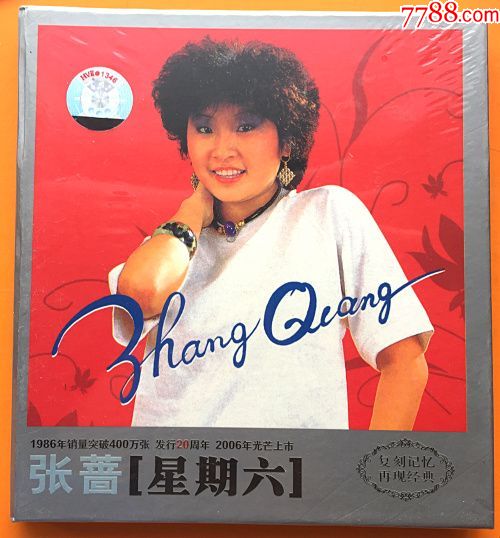 7788.com
HVE●1346
Zhang Qiang
1986年销量突破400万张 发行20周年 2006年光芒上市
张蔷[星期六]
复刻记忆
再现经典